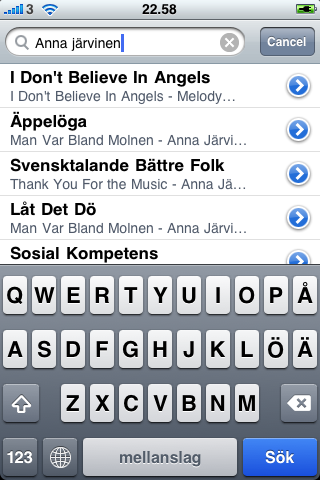 3 22.58
Anna järvinen Cancel
I Don't Believe In Angels
I Don't Believe In Angels - Melody...
Äppelöga
Man Var Bland Molnen - Anna Järvi...
Svensktalande Bättre Folk
Thank You For the Music - Anna Jä...
Låt Det Dö
Man Var Bland Molnen - Anna Järvi...
Sosial Kompetens
Q W E R T Y U I O P Å
A S D F G H J K L Ö Ä
Z X C V B N M
123 mellanslag Sök